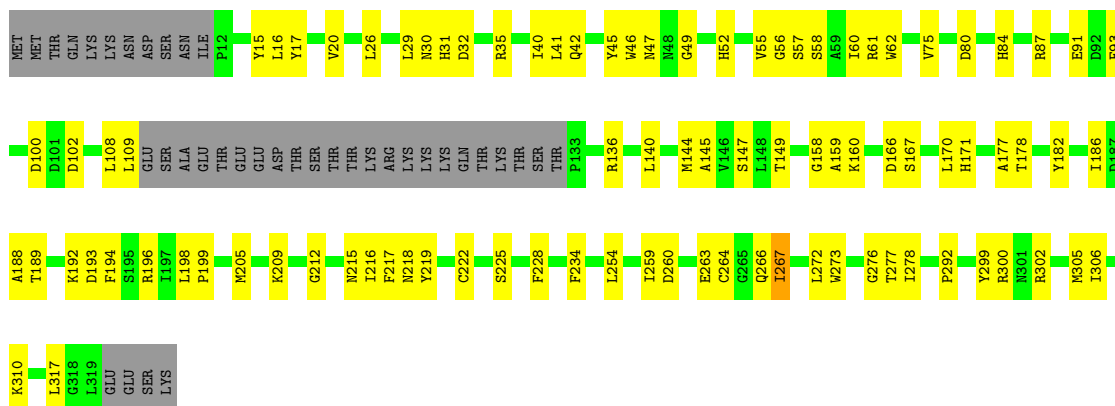 MET MET THR GLN LYS LYS ASN ASP SER ASN ILE P12 Y15 L16 Y17 V20 L26 L29 N30 H31 D32 R35 I40 L41 Q42 Y45 W46 N47 N48 G49 H52 V55 G56 S57 S58 A59 I60 R61 W62 V75 D80 H84 R87 E91 D92
D100 D101 D102 L108 L109 GLU SER ALA GLU THR GLU GLU ASP THR SER THR THR LYS ARG LYS LYS LYS GLN THR LYS THR SER THR P133 R136 L140 M144 A145 V146 S147 L148 T149 G158 A159 K160 D166 S167 L170 H171 A177 T178 Y182 I186
A188 T189 K192 D193 F194 S195 R196 I197 L198 P199 M205 K209 G212 N215 I216 F217 N218 Y219 C222 S225 F228 F234 L254 I259 D260 E263 C264 G265 Q266 I267 L272 W273 G276 T277 I278 P292 Y299 R300 N301 R302 M305 I306
K310 L317 G318 L319 GLU GLU SER LYS